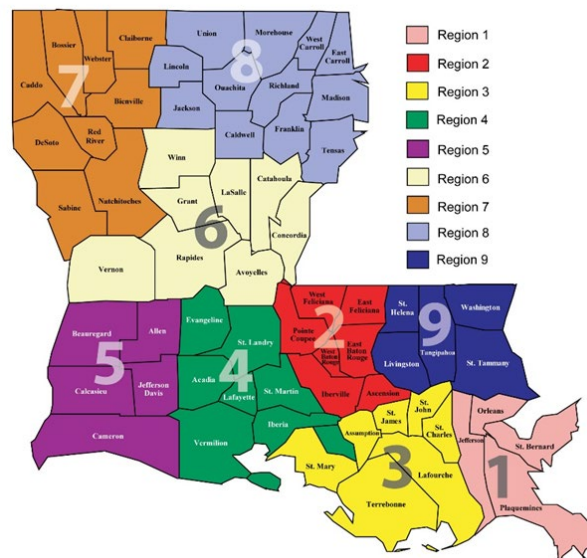 Claiborne
Union
Morehouse
West
Carroll
East
Carroll
Bossier
Webster
Lincoln
8
Caddo
7
Ouachita
Richland
Madison
Bienville
Jackson
Caldwell
Franklin
Tensas
DeSoto
Red
River
Winn
Sabine
Natchitoches
Grant
LaSalle
Catahoula
6
Concordia
Vernon
Rapides
Avoyelles
Region 1
Region 2
Region 3
Region 4
Region 5
Region 6
Region 7
Region 8
Region 9
Beauregard
Allen
Evangeline
St. Landry
West
Feliciana
East
Feliciana
St.
Helena
Washington
2
9
Pointe
Coupee
West Baton
Rouge
East
Baton
Rouge
Livingston
Tangipahoa
St. Tammany
5
4
Calcasieu
Jefferson
Davis
Acadia
Lafayette
St. Martin
Iberville
Ascension
Cameron
Vermilion
Iberia
St. Mary
Assumption
St.
James
St.
John
St.
Charles
3
Terrebonne
Lafourche
Jefferson
Orleans
St. Bernard
1
Plaquemines